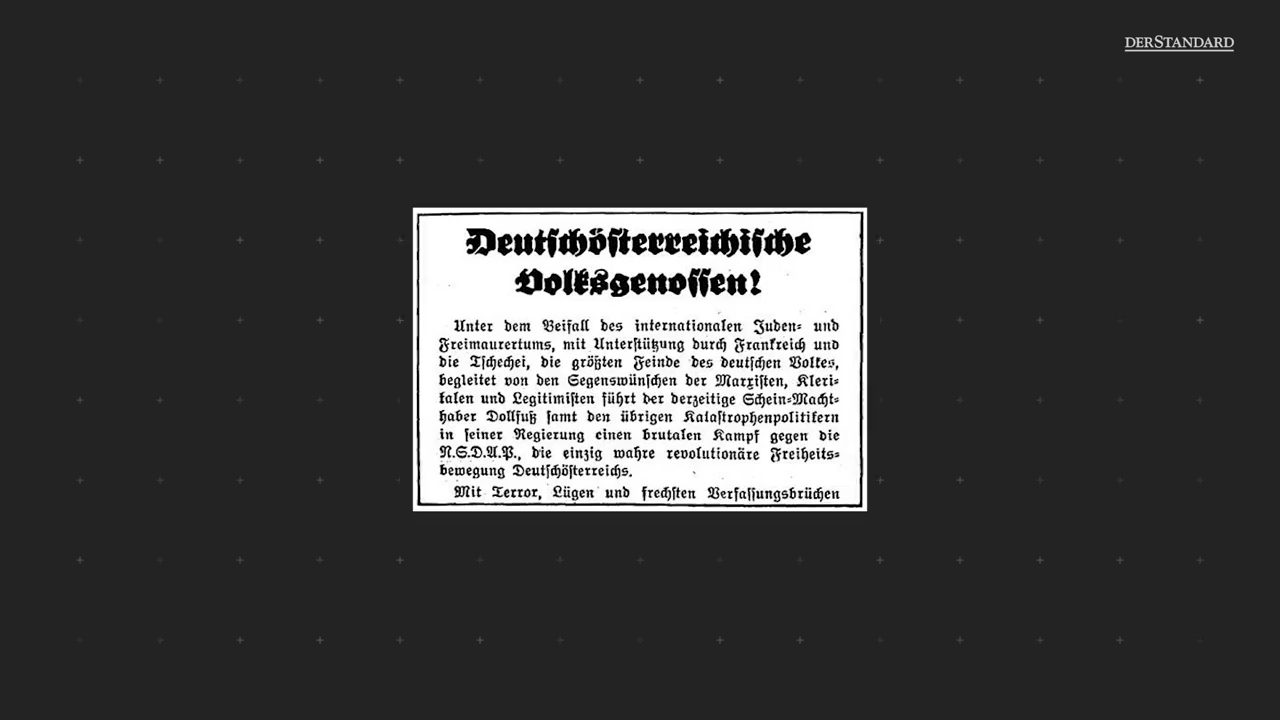 DERSTANDARD
Deutschösterreichische
Volksgenossen!
Unter dem Beifall des internationalen Juden- und
Freimaurertums, mit Unterstützung durch Frankreich und
die Tschechei, die größten Feinde des deutschen Volkes,
begleitet von den Segenswünschen der Marxisten, Kleri-
kalen und Legitimisten führt der derzeitige Schein-Macht-
haber Dollfuß samt den übrigen Katastrophenpolitikern
in seiner Regierung einen brutalen Kampf gegen die
N.S.D.A.P., die einzig wahre revolutionäre Freiheits-
bewegung Deutschösterreichs.
Mit Terror, Lügen und frechsten Verfassungsbrüchen